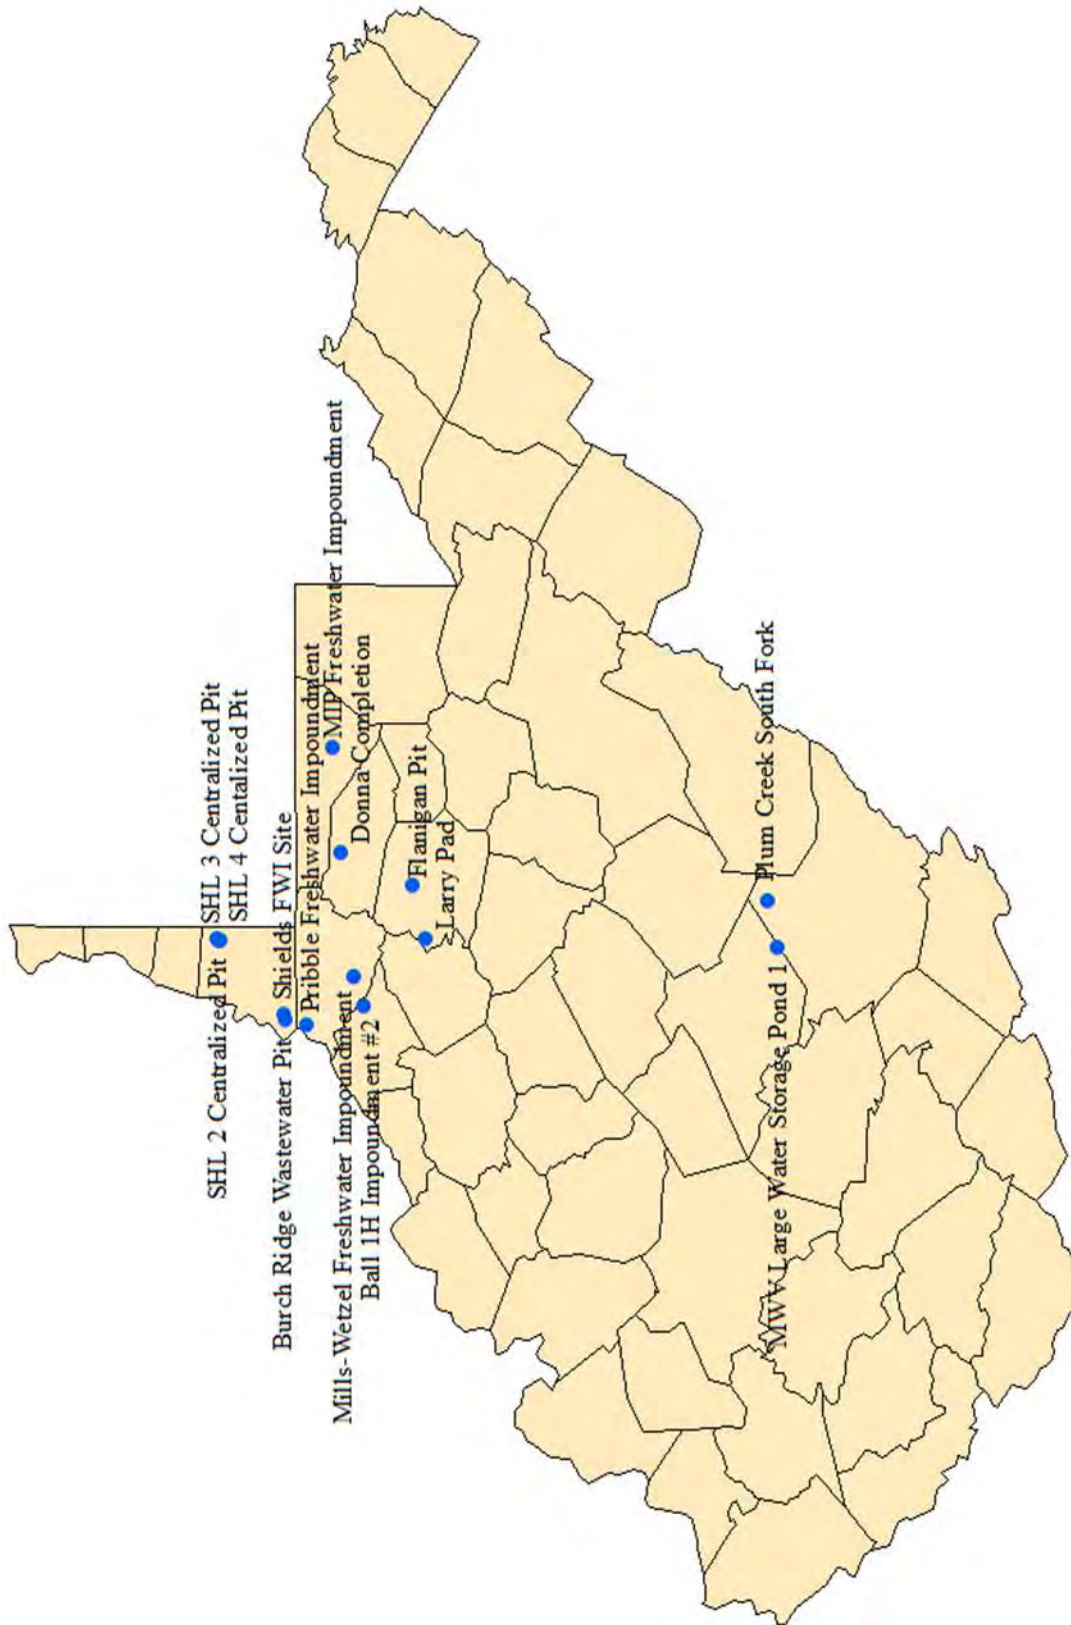 SHL 2 Centralized Pit
SHL 3 Centralized Pit
SHL 4 Centalized Pit
Burch Ridge Wastewater Pit
Shields FWI Site
Pribble Freshwater Impoundment
MIP Freshwater Impoundment
Donna Completion
Mills-Wetzel Freshwater Impoundment
Ball 1H Impoundment #2
Flanigan Pit
Larry Pad
Plum Creek South Fork
MWV Large Water Storage Pond 1